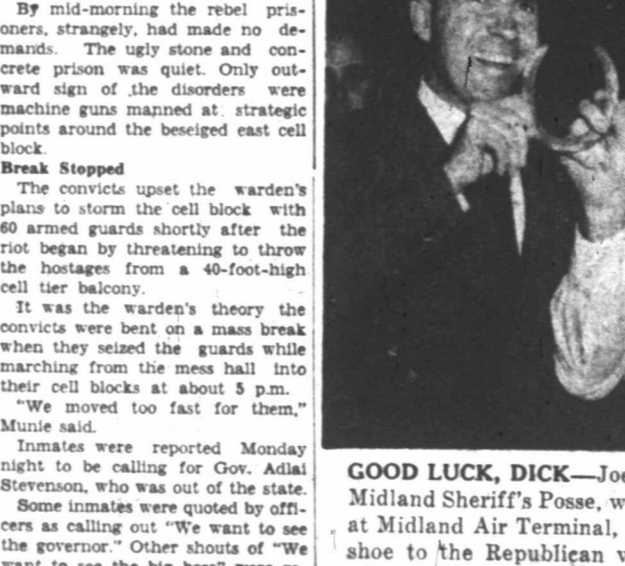 By mid-morning the rebel pris-
oners, strangely, had made no de-
mands. The ugly stone and con-
crete prison was quiet. Only out-
ward sign of the disorders were
machine guns manned at strategic
points around the beseiged east cell
block.
Break Stopped
The convicts upset the warden's
plans to storm the cell block with
60 armed guards shortly after the
riot began by threatening to throw
the hostages from a 40-foot-high
cell tier balcony.
It was the warden's theory the
convicts were bent on a mass break
when they seized the guards while
marching from the mess hall into
their cell blocks at about 5 p.m.
"We moved too fast for them,"
Munie said.
Inmates were reported Monday
night to be calling for Gov. Adlai
Stevenson, who was out of the state.
Some inmates were quoted by offi-
cers as calling out "We want to see
the governor." Other shouts of "We
want to see the big boss" were
GOOD LUCK, DICK—Joe
Midland Sheriff's Posse, w
at Midland Air Terminal,
shoe to the Republican v